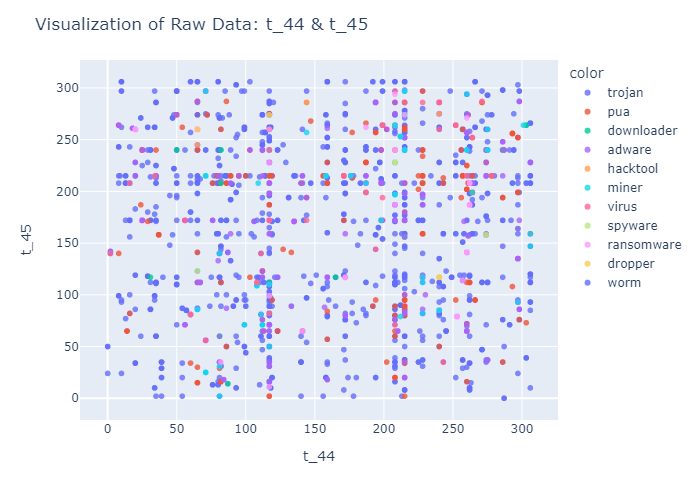 Visualization of Raw Data: t_44 & t_45
color
trojan
pua
downloader
adware
hacktool
miner
virus
spyware
ransomware
dropper
worm
300
250
200
150
100
50
0
t_45
0 50 100 150 200 250 300
t_44